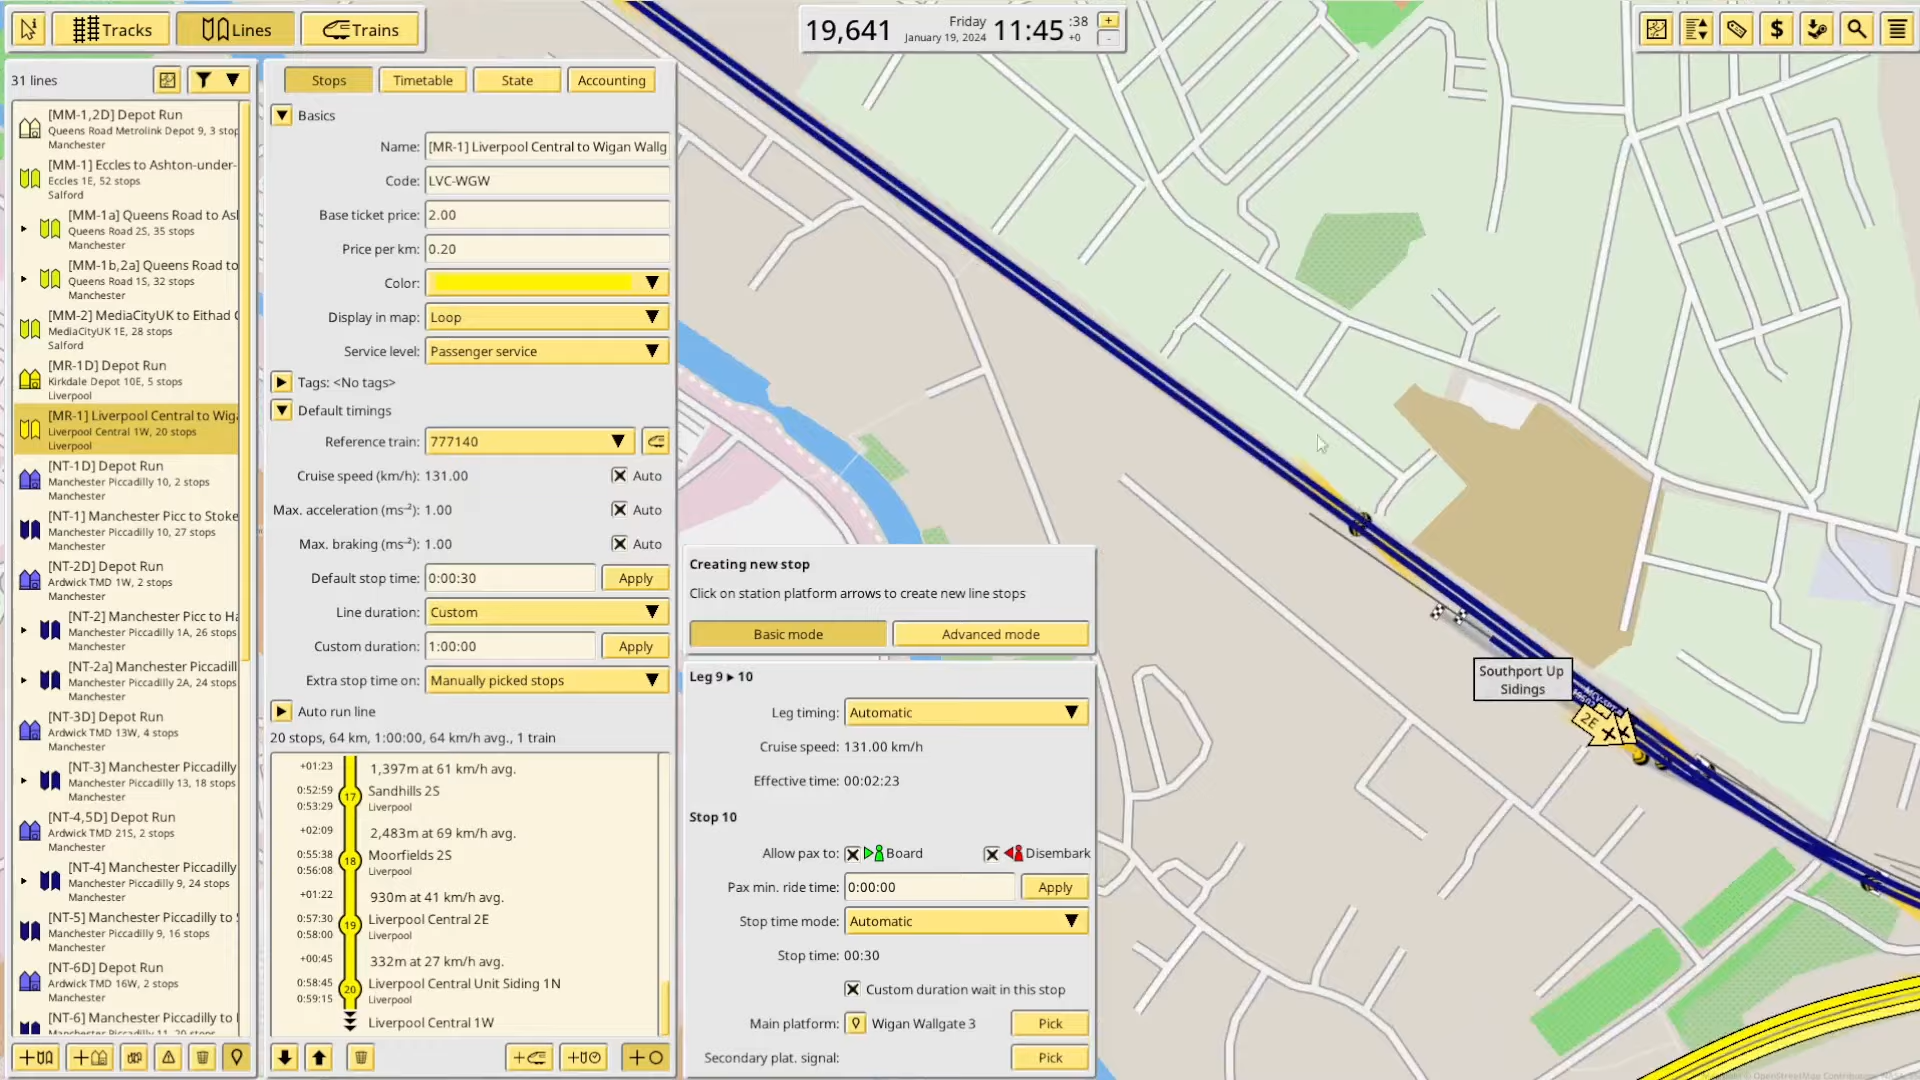 Tracks
Lines
Trains
19,641
Friday
January 19, 2024
11:45
:38
+0
+
-
31 lines
[MM-1,2D] Depot Run
Queens Road Metrolink Depot 9, 3 stop
Manchester
[MM-1] Eccles to Ashton-under-
Eccles 1E, 52 stops
Salford
[MM-1a] Queens Road to Asl
Queens Road 2S, 35 stops
Manchester
[MM-1b,2a] Queens Road to
Queens Road 1S, 32 stops
Manchester
[MM-2] MediaCityUK to Eithad C
MediaCityUK 1E, 28 stops
Salford
[MR-1D] Depot Run
Kirkdale Depot 10E, 5 stops
Liverpool
[MR-1] Liverpool Central to Wiga
Liverpool Central 1W, 20 stops
Liverpool
[NT-1D] Depot Run
Manchester Piccadilly 10, 2 stops
Manchester
[NT-1] Manchester Picc to Stoke
Manchester Piccadilly 10, 27 stops
Manchester
[NT-2D] Depot Run
Ardwick TMD 1W, 2 stops
Manchester
[NT-2] Manchester Picc to Ha
Manchester Piccadilly 1A, 26 stops
Manchester
[NT-2a] Manchester Piccadill
Manchester Piccadilly 2A, 24 stops
Manchester
[NT-3D] Depot Run
Ardwick TMD 13W, 4 stops
Manchester
[NT-3] Manchester Piccadilly
Manchester Piccadilly 13, 18 stops
Manchester
[NT-4,5D] Depot Run
Ardwick TMD 21S, 2 stops
Manchester
[NT-4] Manchester Piccadilly
Manchester Piccadilly 9, 24 stops
Manchester
[NT-5] Manchester Piccadilly to S
Manchester Piccadilly 9, 16 stops
Manchester
[NT-6D] Depot Run
Ardwick TMD 16W, 2 stops
Manchester
[NT-6] Manchester Piccadilly to I
Manchester Piccadilly 11, 20 stops
Stops
Timetable
State
Accounting
Basics
Name: [MR-1] Liverpool Central to Wigan Wallg
Code: LVC-WGW
Base ticket price: 2.00
Price per km: 0.20
Color:
Display in map: Loop
Service level: Passenger service
Tags: <No tags>
Default timings
Reference train: 777140
Cruise speed (km/h): 131.00 Auto
Max. acceleration (ms⁻²): 1.00 Auto
Max. braking (ms⁻²): 1.00 Auto
Default stop time: 0:00:30 Apply
Line duration: Custom
Custom duration: 1:00:00 Apply
Extra stop time on: Manually picked stops
Auto run line
20 stops, 64 km, 1:00:00, 64 km/h avg., 1 train
+01:23 1,397m at 61 km/h avg.
0:52:59 17 Sandhills 2S
0:53:29 Liverpool
+02:09 2,483m at 69 km/h avg.
0:55:38 18 Moorfields 2S
0:56:08 Liverpool
+01:22 930m at 41 km/h avg.
0:57:30 19 Liverpool Central 2E
0:58:00 Liverpool
+00:45 332m at 27 km/h avg.
0:58:45 20 Liverpool Central Unit Siding 1N
0:59:15 Liverpool
Liverpool Central 1W
Creating new stop
Click on station platform arrows to create new line stops
Basic mode
Advanced mode
Leg 9 ▸ 10
Leg timing: Automatic
Cruise speed: 131.00 km/h
Effective time: 00:02:23
Stop 10
Allow pax to: Board Disembark
Pax min. ride time: 0:00:00 Apply
Stop time mode: Automatic
Stop time: 00:30
Custom duration wait in this stop
Main platform: Wigan Wallgate 3 Pick
Secondary plat. signal: Pick
Southport Up
Sidings
2E